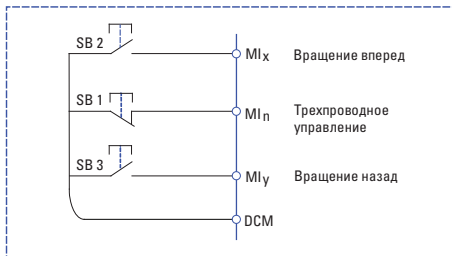 SB 2
MIx
Вращение вперед
SB 1
MIn
Трехпроводное
управление
SB 3
MIy
Вращение назад
DCM